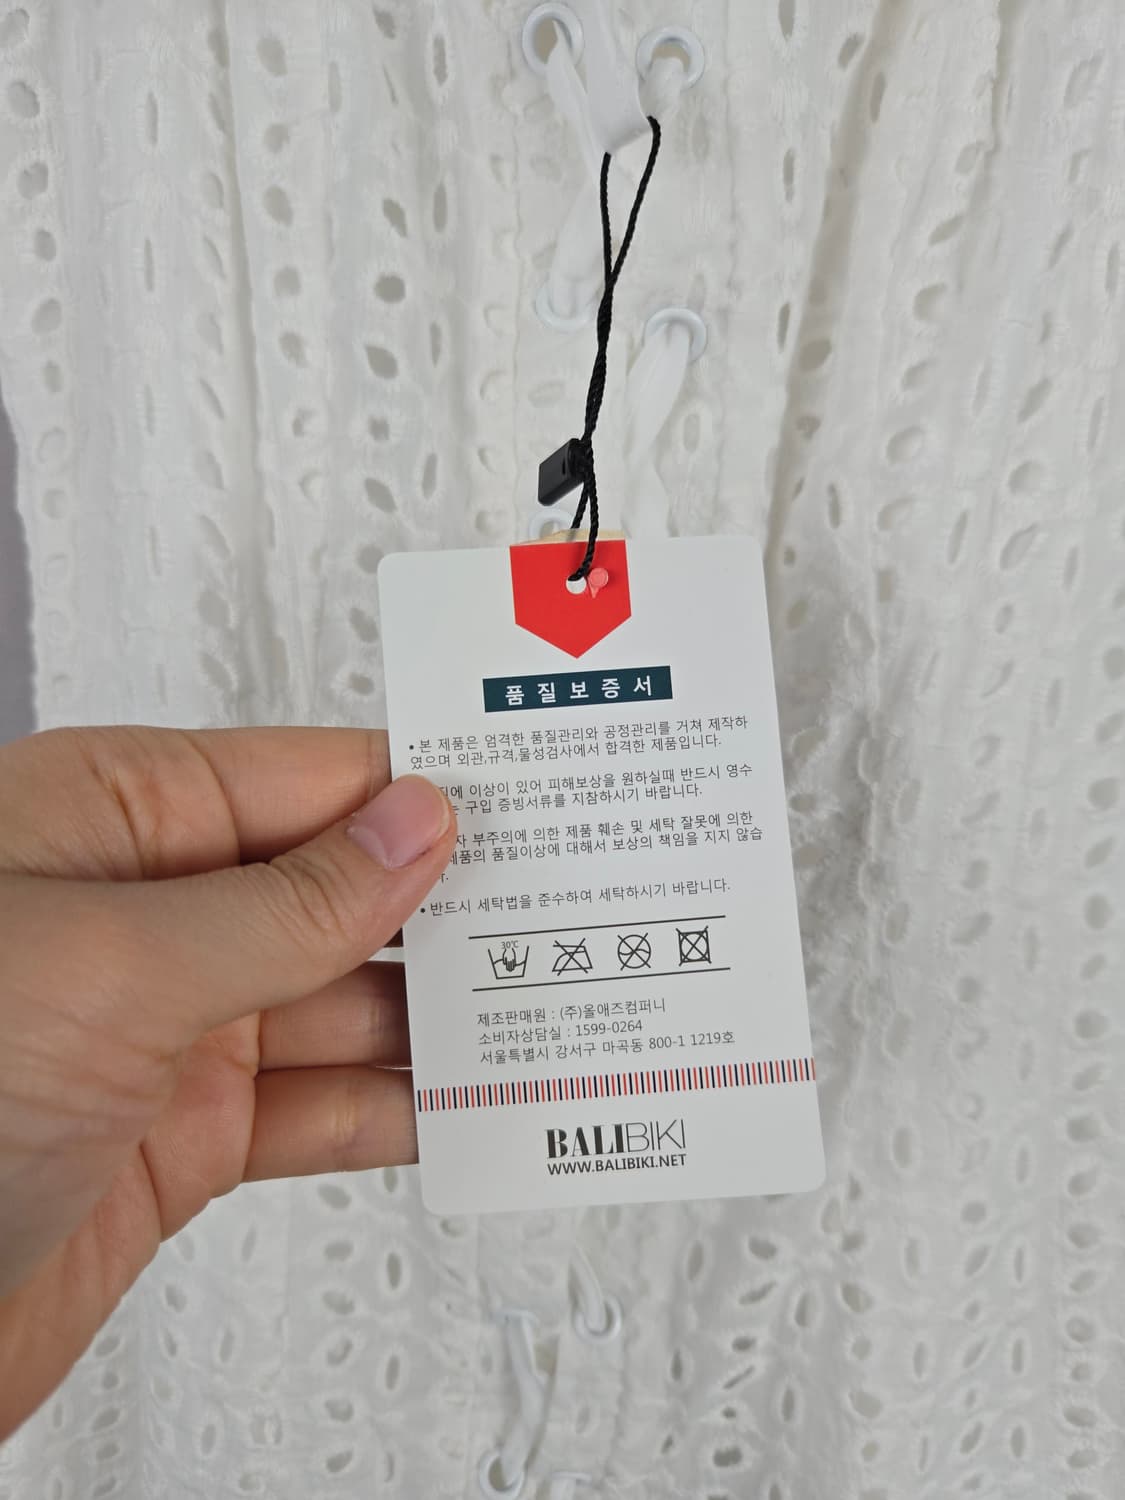 품질보증서
• 본 제품은 엄격한 품질관리와 공정관리를 거쳐 제작하
였으며 외관,규격,물성검사에서 합격한 제품입니다.
이상이 있어 피해보상을 원하실때 반드시 영수
구입 증빙서류를 지참하시기 바랍니다.
부주의에 의한 제품 훼손 및 세탁 잘못에 의한
제품의 품질이상에 대해서 보상의 책임을 지지 않습
• 반드시 세탁법을 준수하여 세탁하시기 바랍니다.
30℃
제조판매원 : (주)올애즈컴퍼니
소비자상담실 : 1599-0264
서울특별시 강서구 마곡동 800-1 1219호
BALIBIKI
WWW.BALIBIKI.NET